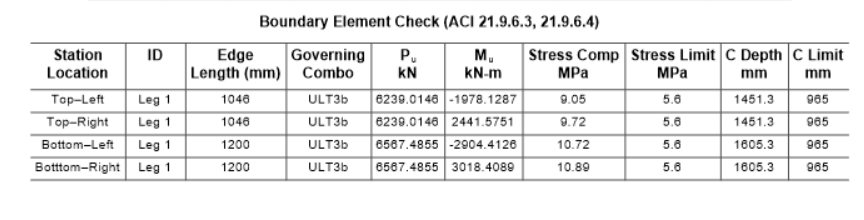 Boundary Element Check (ACI 21.9.6.3, 21.9.6.4)
Station Location ID Edge Length (mm) Governing Combo Pu kN Mu kN-m Stress Comp MPa Stress Limit MPa C Depth mm C Limit mm
Top–Left Leg 1 1046 ULT3b 6239.0146 -1978.1287 9.05 5.6 1451.3 965
Top–Right Leg 1 1046 ULT3b 6239.0146 2441.5751 9.72 5.6 1451.3 965
Bottom–Left Leg 1 1200 ULT3b 6567.4855 -2904.4126 10.72 5.6 1605.3 965
Botttom–Right Leg 1 1200 ULT3b 6567.4855 3018.4089 10.89 5.6 1605.3 965